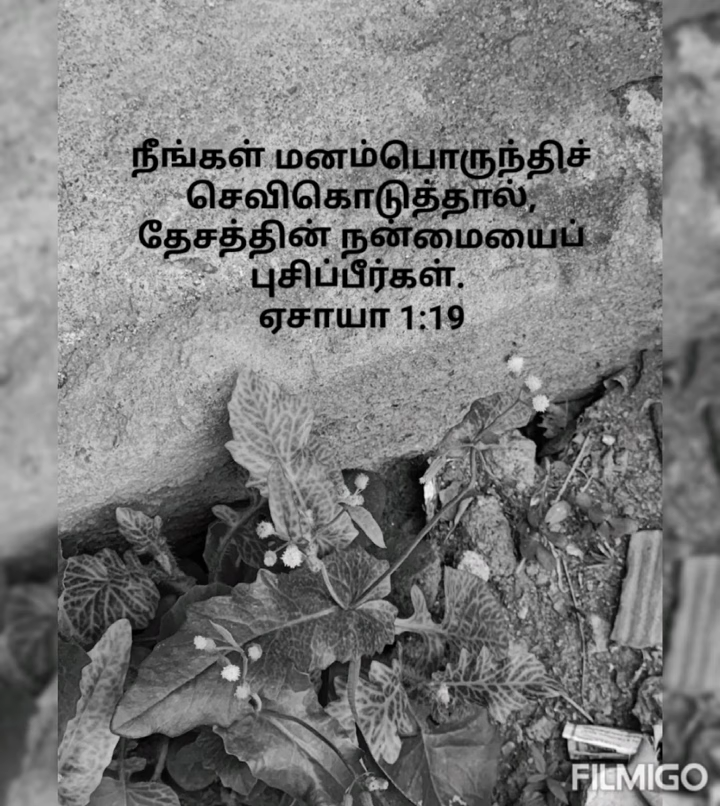 நீங்கள் மனம்பொருந்திச்
செவிகொடுத்தால்,
தேசத்தின் நன்மையைப்
புசிப்பீர்கள்.
ஏசாயா 1:19
FILMIGO